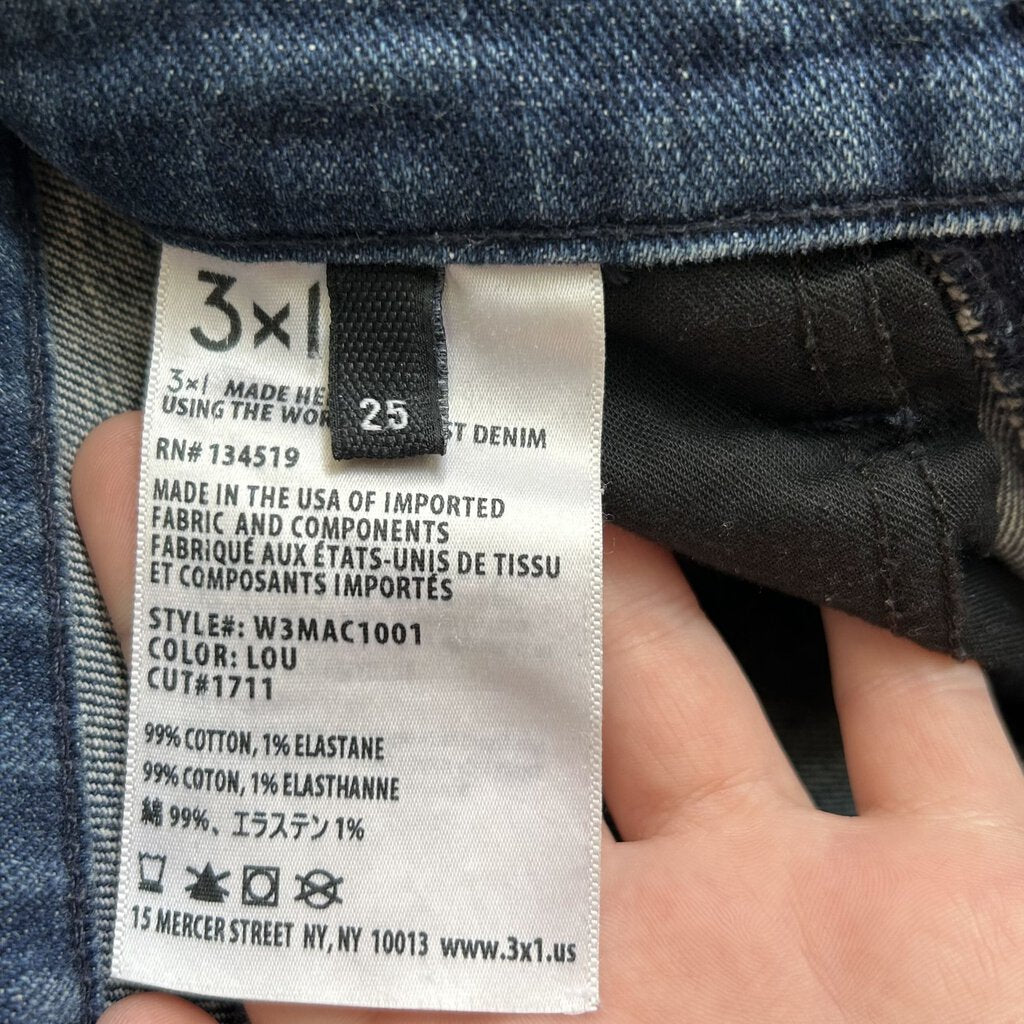 3×1
25
3×1 MADE HE
USING THE WOR ST DENIM
RN# 134519
MADE IN THE USA OF IMPORTED
FABRIC AND COMPONENTS
FABRIQUÉ AUX ÉTATS-UNIS DE TISSU
ET COMPOSANTS IMPORTÉS
STYLE#: W3MAC1001
COLOR: LOU
CUT#1711
99% COTTON, 1% ELASTANE
99% COTON, 1% ELASTHANNE
綿 99%、エラステン 1%
15 MERCER STREET NY, NY 10013 www.3x1.us